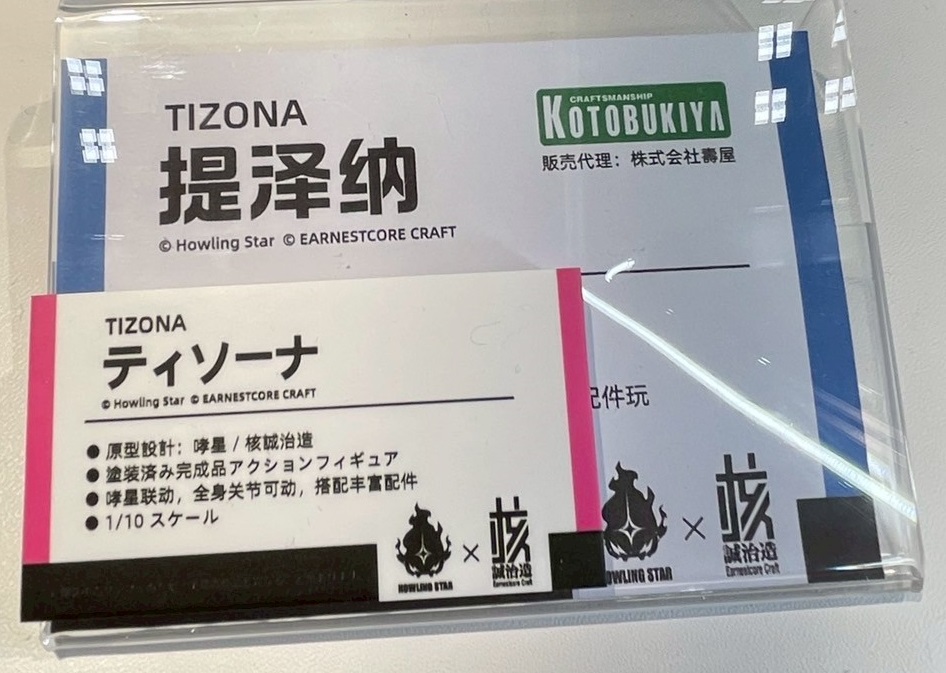 TIZONA
提泽纳
© Howling Star © EARNESTCORE CRAFT
CRAFTSMANSHIP
KOTOBUKIYA
販売代理：株式会社壽屋
配件玩
HOWLING STAR
×
核
誠治造
Earnestcore Craft
TIZONA
ティソーナ
© Howling Star © EARNESTCORE CRAFT
● 原型設計：哮星 / 核誠治造
● 塗装済み完成品アクションフィギュア
● 哮星联动，全身关节可动，搭配丰富配件
● 1/10 スケール
HOWLING STAR
×
核
誠治造
Earnestcore Craft